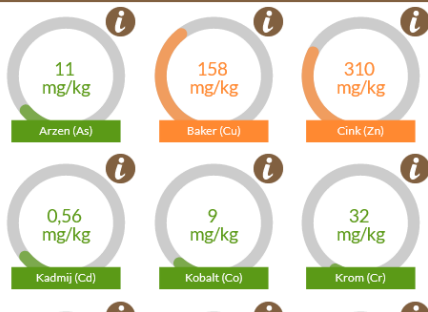 i
i
i
11
mg/kg
158
mg/kg
310
mg/kg
Arzen (As)
Baker (Cu)
Cink (Zn)
i
i
i
0,56
mg/kg
9
mg/kg
32
mg/kg
Kadmij (Cd)
Kobalt (Co)
Krom (Cr)